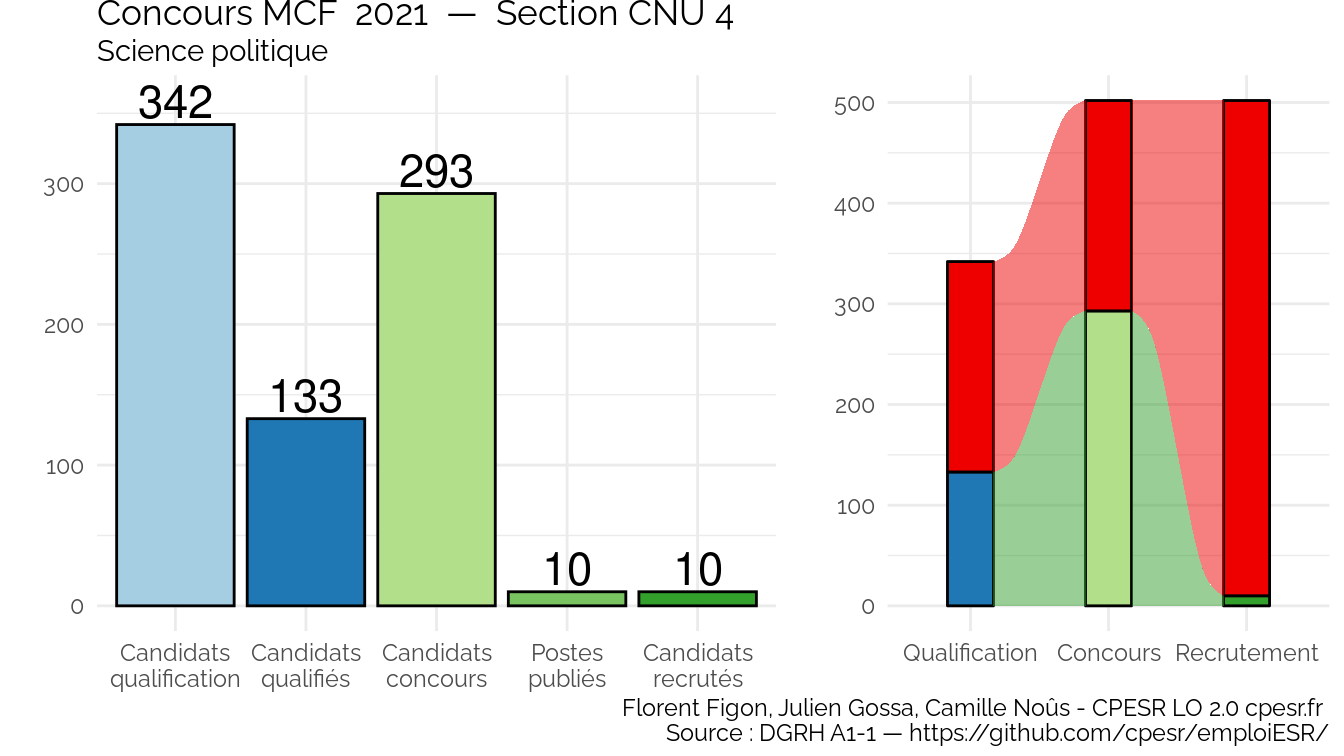 Concours MCF 2021 — Section CNU 4
Science politique
342
293
133
10
10
300
200
100
0
Candidats qualification
Candidats qualifiés
Candidats concours
Postes publiés
Candidats recrutés
500
400
300
200
100
0
Qualification
Concours
Recrutement
Florent Figon, Julien Gossa, Camille Noûs - CPESR LO 2.0 cpesr.fr
Source : DGRH A1-1 — https://github.com/cpesr/emploiESR/